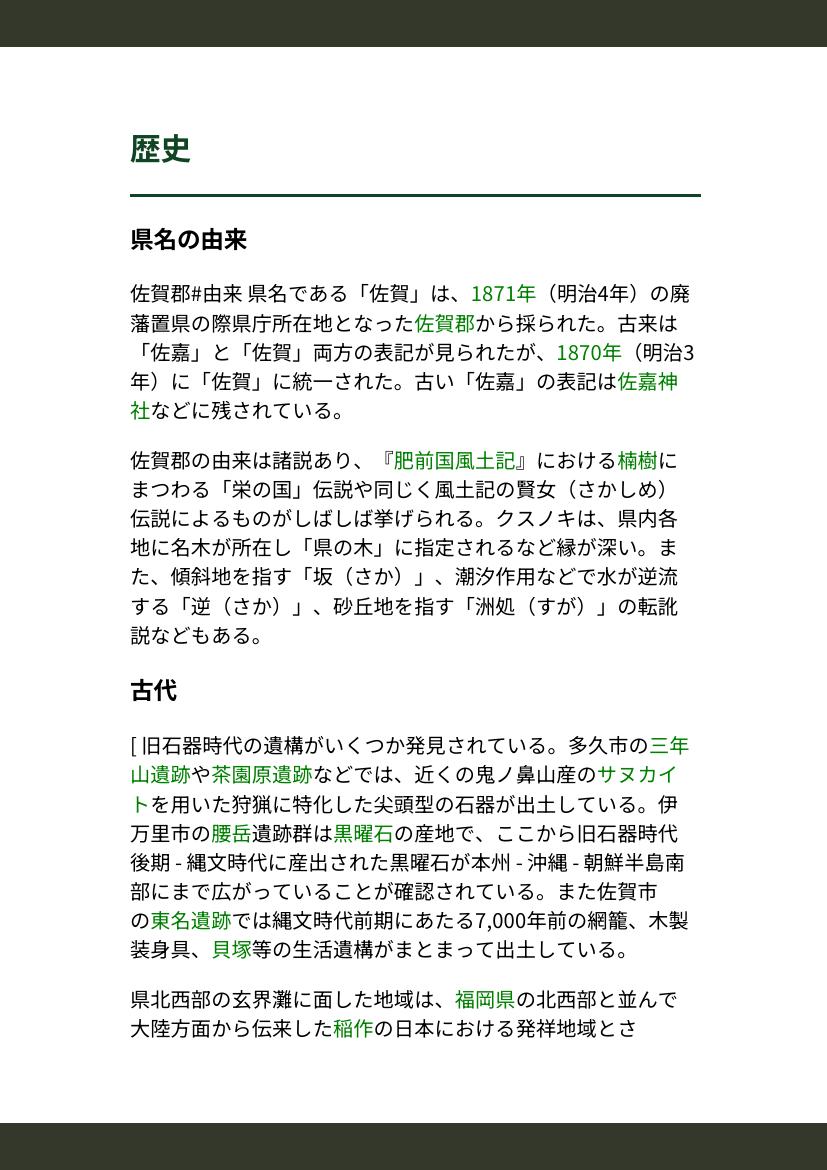 歴史
県名の由来
佐賀郡#由来 県名である「佐賀」は、1871年（明治4年）の廃
藩置県の際県庁所在地となった佐賀郡から採られた。古来は
「佐嘉」と「佐賀」両方の表記が見られたが、1870年（明治3
年）に「佐賀」に統一された。古い「佐嘉」の表記は佐嘉神
社などに残されている。
佐賀郡の由来は諸説あり、『肥前国風土記』における楠樹に
まつわる「栄の国」伝説や同じく風土記の賢女（さかしめ）
伝説によるものがしばしば挙げられる。クスノキは、県内各
地に名木が所在し「県の木」に指定されるなど縁が深い。ま
た、傾斜地を指す「坂（さか）」、潮汐作用などで水が逆流
する「逆（さか）」、砂丘地を指す「洲処（すが）」の転訛
説などもある。
古代
[ 旧石器時代の遺構がいくつか発見されている。多久市の三年
山遺跡や茶園原遺跡などでは、近くの鬼ノ鼻山産のサヌカイ
トを用いた狩猟に特化した尖頭型の石器が出土している。伊
万里市の腰岳遺跡群は黒曜石の産地で、ここから旧石器時代
後期 - 縄文時代に産出された黒曜石が本州 - 沖縄 - 朝鮮半島南
部にまで広がっていることが確認されている。また佐賀市
の東名遺跡では縄文時代前期にあたる7,000年前の網籠、木製
装身具、貝塚等の生活遺構がまとまって出土している。
県北西部の玄界灘に面した地域は、福岡県の北西部と並んで
大陸方面から伝来した稲作の日本における発祥地域とさ